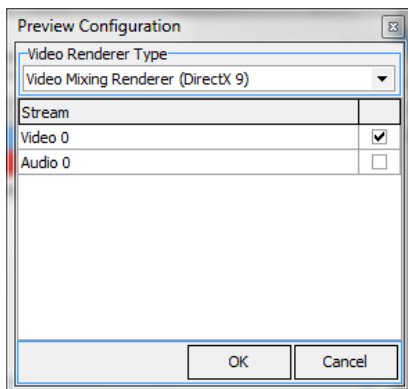 Preview Configuration
Video Renderer Type
Video Mixing Renderer (DirectX 9)
Stream
Video 0
Audio 0
OK Cancel